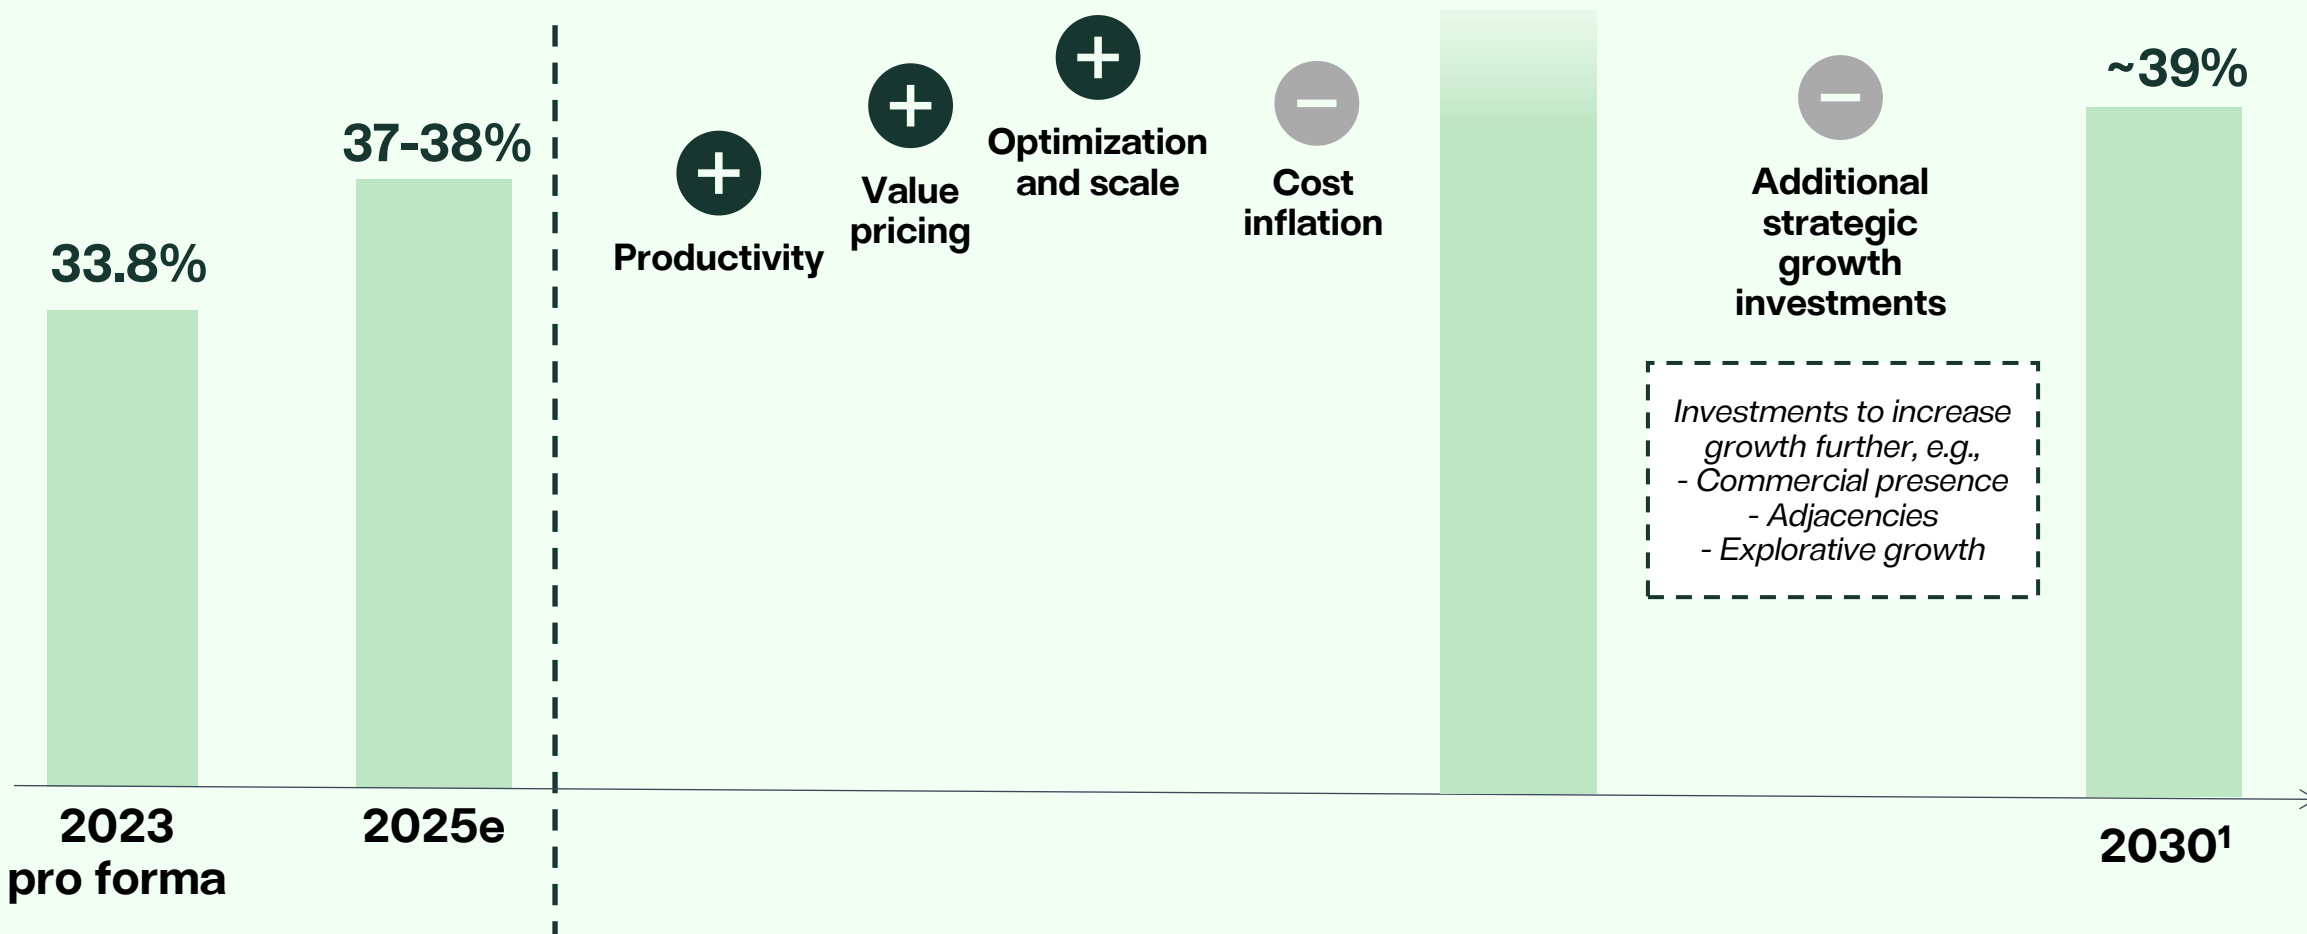 33.8%
2023
pro forma
37-38%
2025e
Productivity
Value
pricing
Optimization
and scale
Cost
inflation
Additional
strategic
growth
investments
Investments to increase
growth further, e.g.,
- Commercial presence
- Adjacencies
- Explorative growth
~39%
2030¹